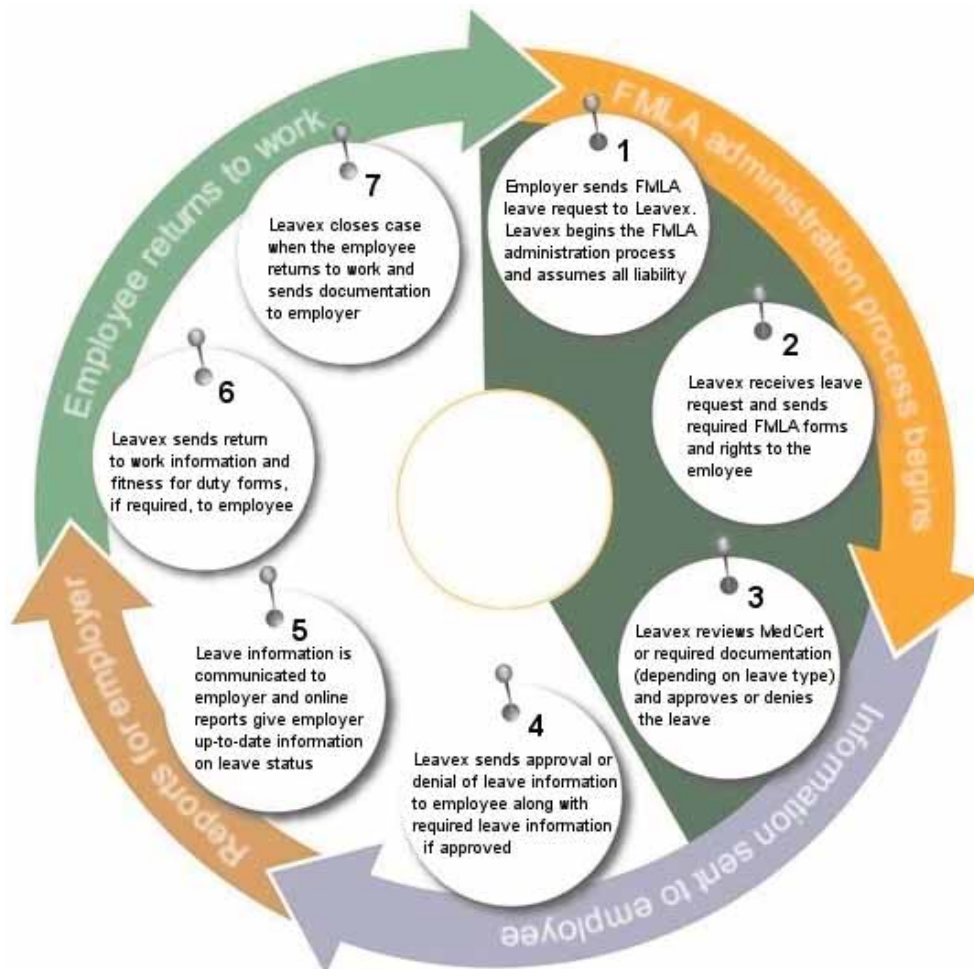 FMLA administration process begins
1
Employer sends FMLA
leave request to Leavex.
Leavex begins the FMLA
administration process
and assumes all liability
2
Leavex receives leave
request and sends
required FMLA forms
and rights to the
emloyee
3
Leavex reviews MedCert
or required documentation
(depending on leave type)
and approves or denies
the leave
Information sent to employee
4
Leavex sends approval or
denial of leave information
to employee along with
required leave information
if approved
Reports for employer
5
Leave information is
communicated to
employer and online
reports give employer
up-to-date information
on leave status
Employee returns to work
6
Leavex sends return
to work information and
fitness for duty forms,
if required, to employee
7
Leavex closes case
when the employee
returns to work and
sends documentation
to employer